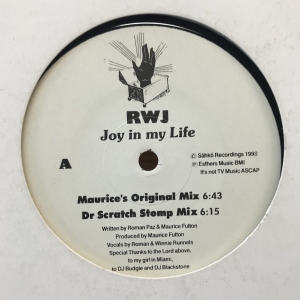 RWJ
Joy in my Life
A
© Sähkö Recordings 1998
℗ Esthers Music BMI
It's not TV Music ASCAP
Maurice's Original Mix 6:43
Dr Scratch Stomp Mix 6:15
Written by Roman Paz & Maurice Fulton
Produced by Maurice Fulton
Vocals by Roman & Winnie Runnels
Special Thanks to the Lord above,
to my girl in Miami,
to DJ Budgie and DJ Blackstone